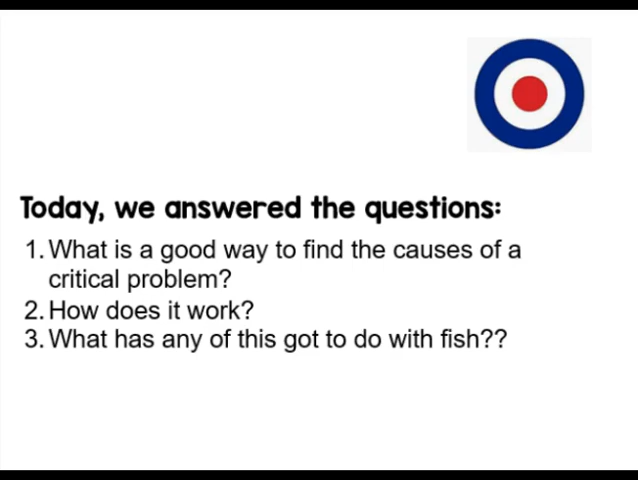 Today, we answered the questions:
1. What is a good way to find the causes of a
critical problem?
2. How does it work?
3. What has any of this got to do with fish??